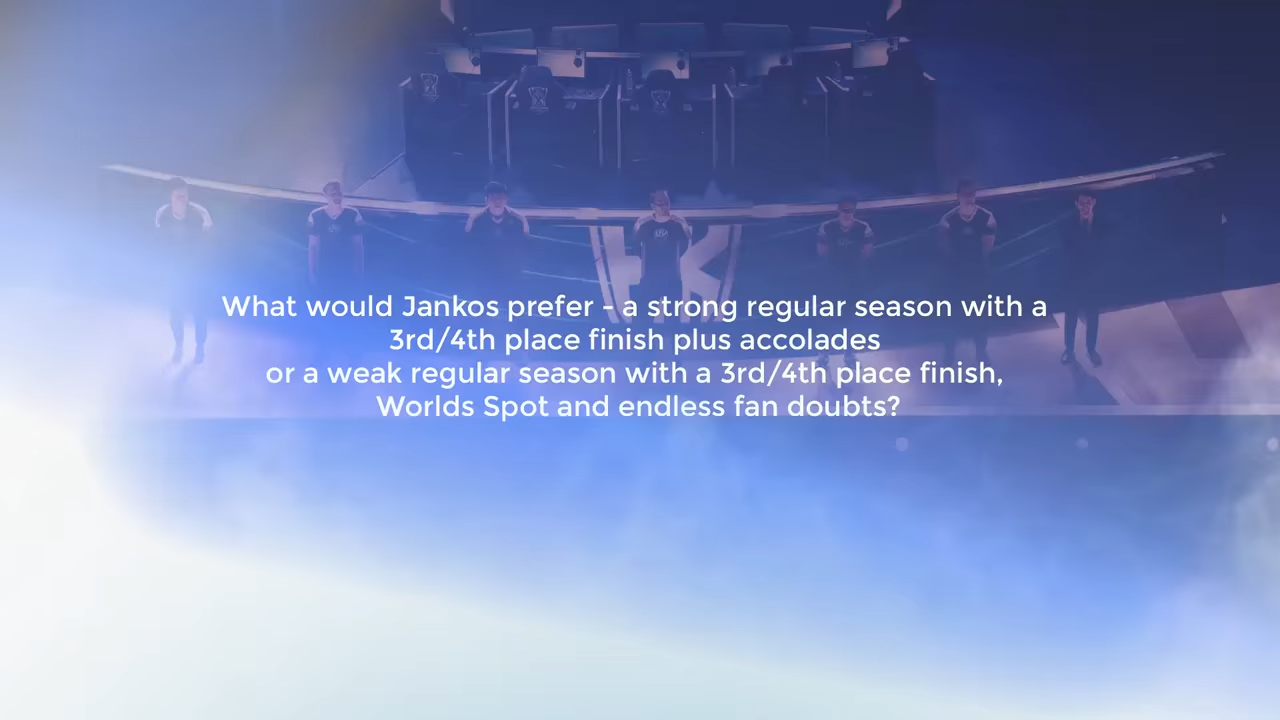 What would Jankos prefer - a strong regular season with a
3rd/4th place finish plus accolades
or a weak regular season with a 3rd/4th place finish,
Worlds Spot and endless fan doubts?